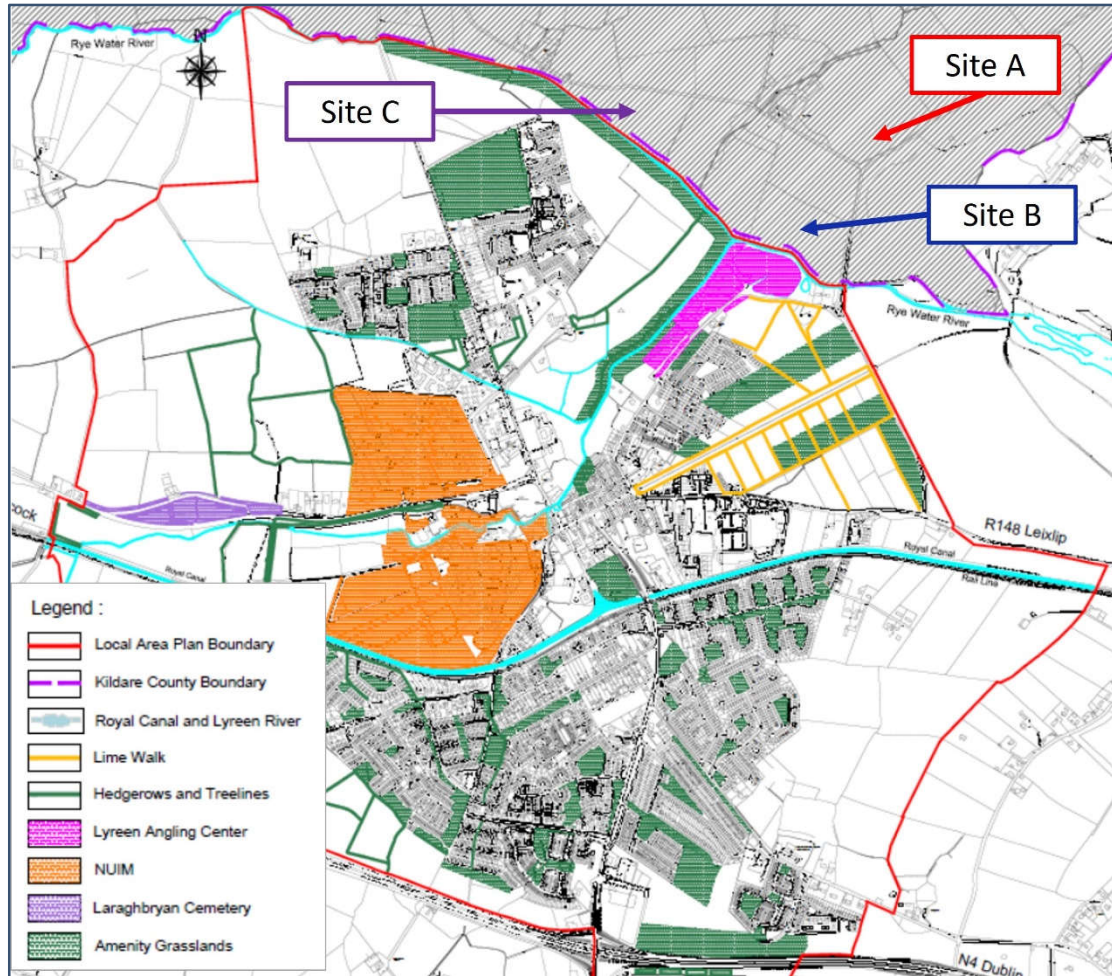 Rye Water River
N
Site A
Site C
Site B
Rye Water River
cock
R148 Leixlip
Royal Canal
Royal Canal
Rail Line
Legend :
Local Area Plan Boundary
Kildare County Boundary
Royal Canal and Lyreen River
Lime Walk
Hedgerows and Treelines
Lyreen Angling Center
NUIM
Laraghbryan Cemetery
Amenity Grasslands
N4 Dublin